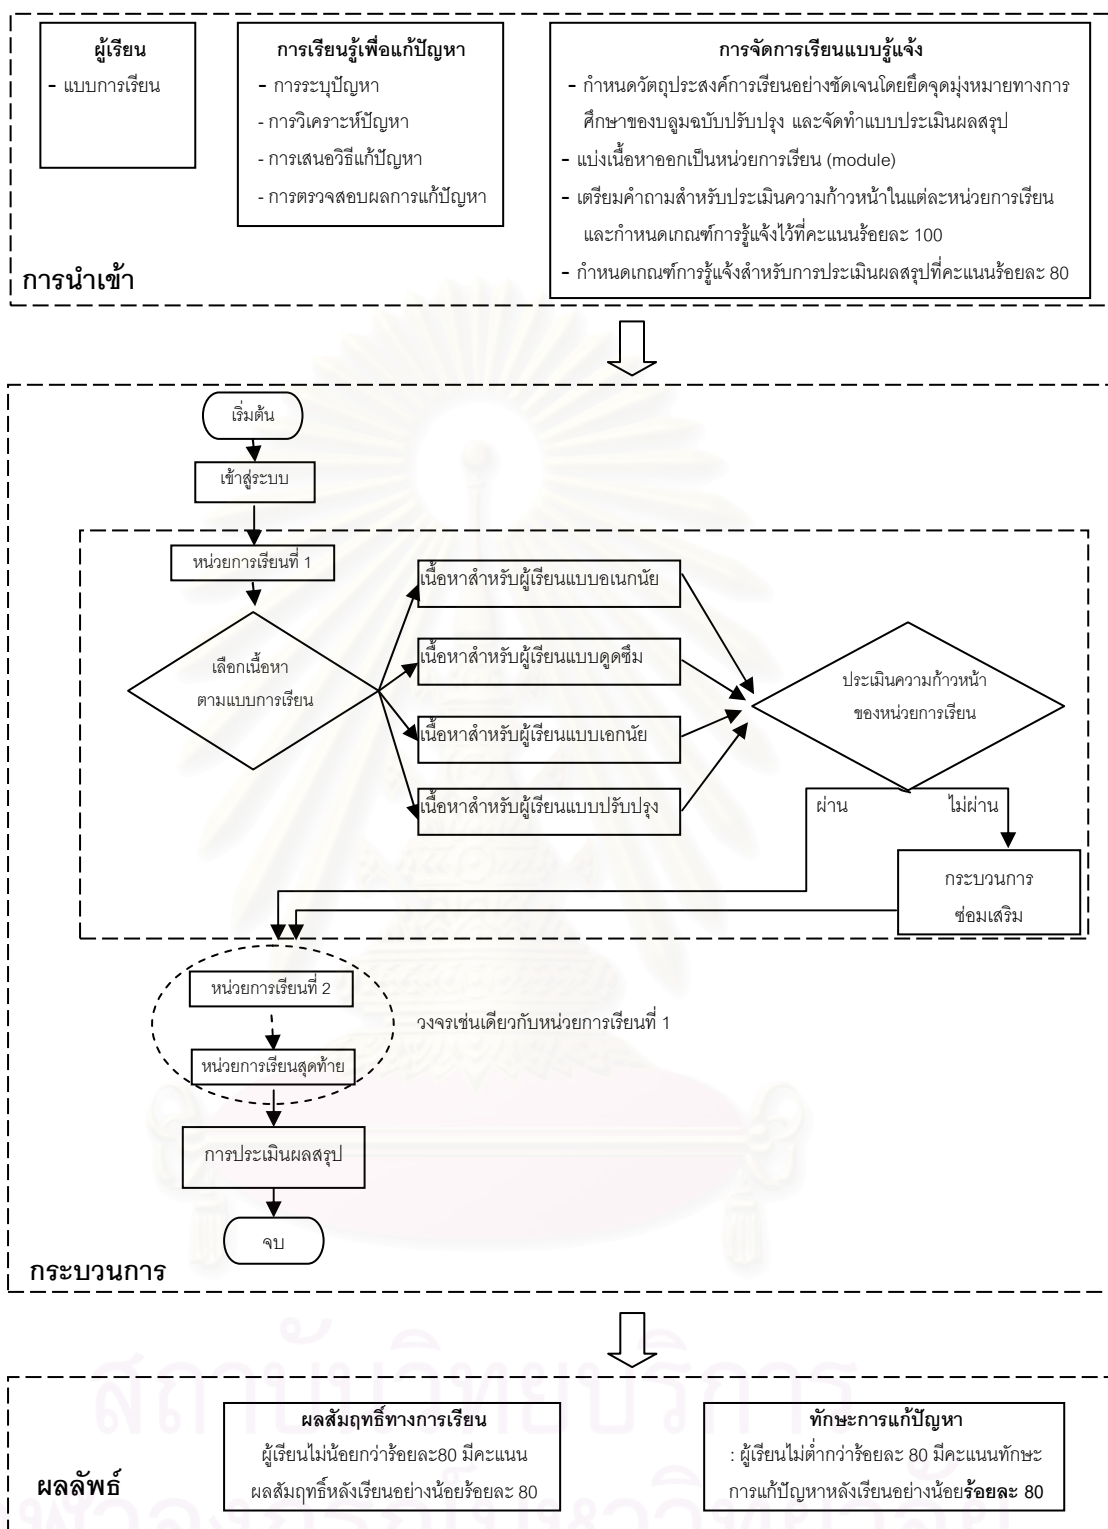 ผู้เรียน
- แบบการเรียน
การเรียนรู้เพื่อแก้ปัญหา
- การระบุปัญหา
- การวิเคราะห์ปัญหา
- การเสนอวิธีแก้ปัญหา
- การตรวจสอบผลการแก้ปัญหา
การจัดการเรียนแบบรู้แจ้ง
- กำหนดวัตถุประสงค์การเรียนอย่างชัดเจนโดยยึดจุดมุ่งหมายทางการ
ศึกษาของบลูมฉบับปรับปรุง และจัดทำแบบประเมินผลสรุป
- แบ่งเนื้อหาออกเป็นหน่วยการเรียน (module)
- เตรียมคำถามสำหรับประเมินความก้าวหน้าในแต่ละหน่วยการเรียน
และกำหนดเกณฑ์การรู้แจ้งไว้ที่คะแนนร้อยละ 100
- กำหนดเกณฑ์การรู้แจ้งสำหรับการประเมินผลสรุปที่คะแนนร้อยละ 80
การนำเข้า
เริ่มต้น
เข้าสู่ระบบ
หน่วยการเรียนที่ 1
เลือกเนื้อหา
ตามแบบการเรียน
เนื้อหาสำหรับผู้เรียนแบบอเนกนัย
เนื้อหาสำหรับผู้เรียนแบบดูดซึม
เนื้อหาสำหรับผู้เรียนแบบเอกนัย
เนื้อหาสำหรับผู้เรียนแบบปรับปรุง
ประเมินความก้าวหน้า
ของหน่วยการเรียน
ผ่าน
ไม่ผ่าน
กระบวนการ
ซ่อมเสริม
หน่วยการเรียนที่ 2
วงจรเช่นเดียวกับหน่วยการเรียนที่ 1
หน่วยการเรียนสุดท้าย
การประเมินผลสรุป
จบ
กระบวนการ
สถาบันวิทยบริการ
ผลสัมฤทธิ์ทางการเรียน
ผู้เรียนไม่น้อยกว่าร้อยละ80 มีคะแนน
ผลสัมฤทธิ์หลังเรียนอย่างน้อยร้อยละ 80
ทักษะการแก้ปัญหา
: ผู้เรียนไม่ต่ำกว่าร้อยละ 80 มีคะแนนทักษะ
การแก้ปัญหาหลังเรียนอย่างน้อยร้อยละ 80
ผลลัพธ์
จุฬาลงกรณ์มหาวิทยาลัย